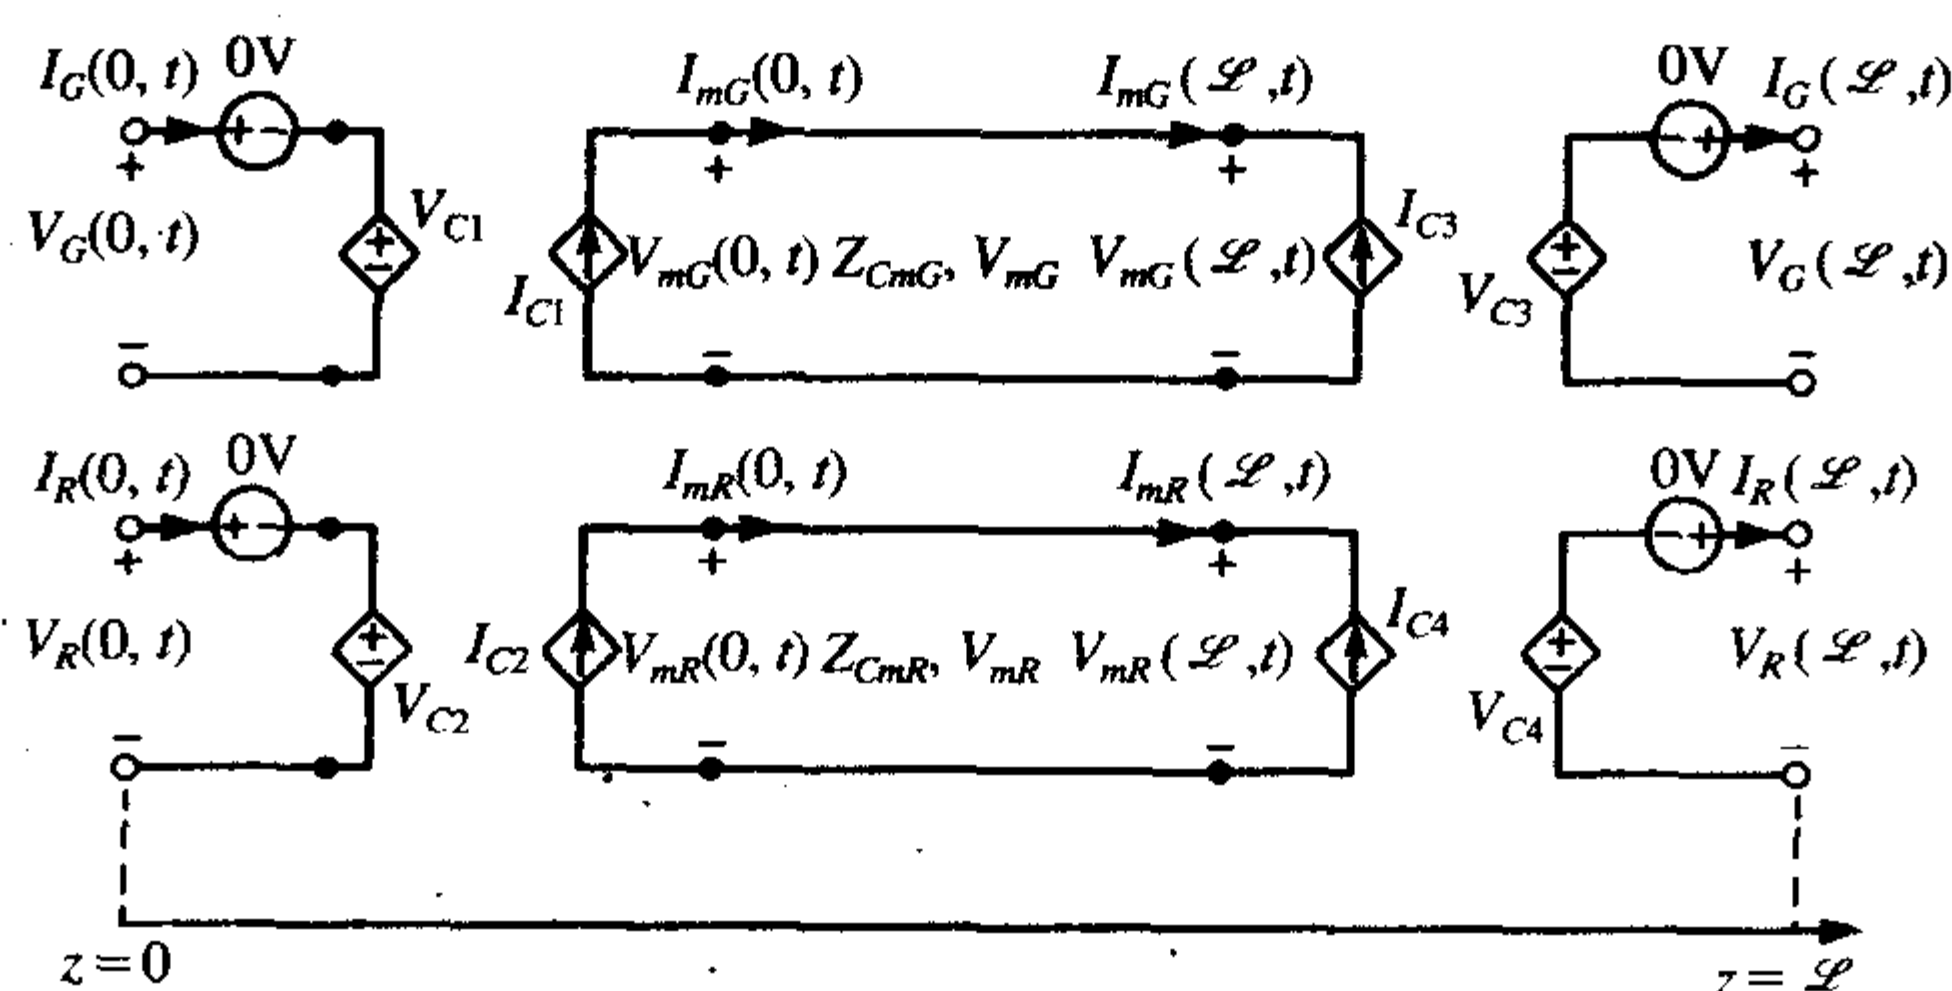 I_G(0, t) 0V
I_mG(0, t)
I_mG(ℒ,t)
0V I_G(ℒ,t)
+ + - + + - + +
V_G(0, t)
+ -
V_C1
I_C1
V_mG(0, t) Z_CmG, V_mG V_mG(ℒ,t)
I_C3
V_C3
+ -
V_G(ℒ,t)
- - - -
I_R(0, t) 0V
I_mR(0, t)
I_mR(ℒ,t)
0V I_R(ℒ,t)
+ + - + + - + +
V_R(0, t)
+ -
V_C2
I_C2
V_mR(0, t) Z_CmR, V_mR V_mR(ℒ,t)
I_C4
V_C4
+ -
V_R(ℒ,t)
- - - -
z = 0
z = ℒ